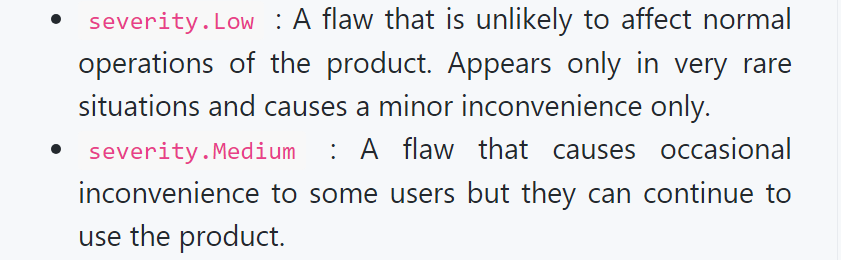 • severity.Low : A flaw that is unlikely to affect normal
operations of the product. Appears only in very rare
situations and causes a minor inconvenience only.
• severity.Medium : A flaw that causes occasional
inconvenience to some users but they can continue to
use the product.